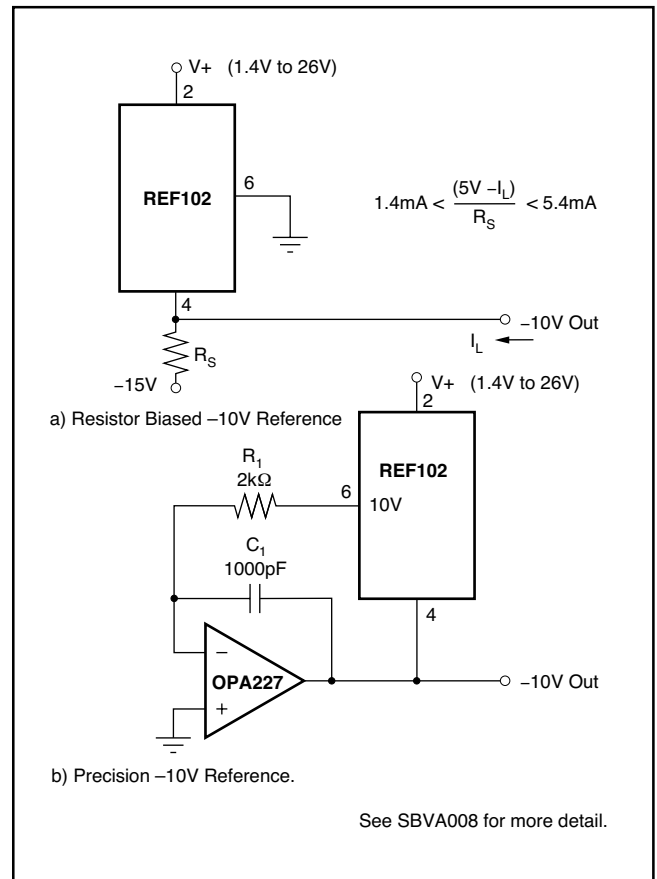 V+ (1.4V to 26V)
2
REF102
6
1.4mA < (5V –I_L) / R_S < 5.4mA
4
–10V Out
I_L
R_S
–15V
a) Resistor Biased –10V Reference
V+ (1.4V to 26V)
2
REF102
R_1
2kΩ
6
10V
C_1
1000pF
4
–
OPA227
+
–10V Out
b) Precision –10V Reference.
See SBVA008 for more detail.